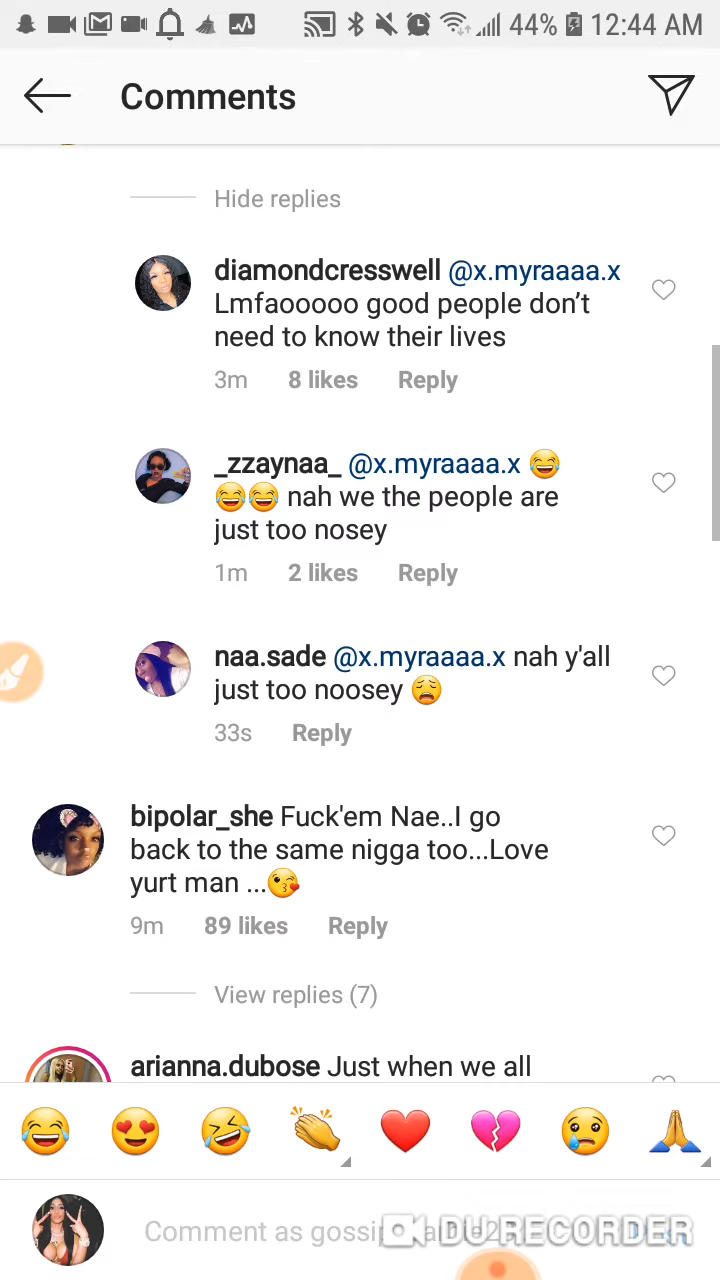 44% 12:44 AM
Comments
Hide replies
diamondcresswell @x.myraaaa.x
Lmfaooooo good people don’t
need to know their lives
3m 8 likes Reply
_zzaynaa_ @x.myraaaa.x 😂
😂😂 nah we the people are
just too nosey
1m 2 likes Reply
naa.sade @x.myraaaa.x nah y'all
just too noosey 😩
33s Reply
bipolar_she Fuck'em Nae..I go
back to the same nigga too...Love
yurt man ...😘
9m 89 likes Reply
View replies (7)
arianna.dubose Just when we all
😂 😍 🤣 👏 ❤️ 💔 😢 🙏
Comment as DU RECORDER